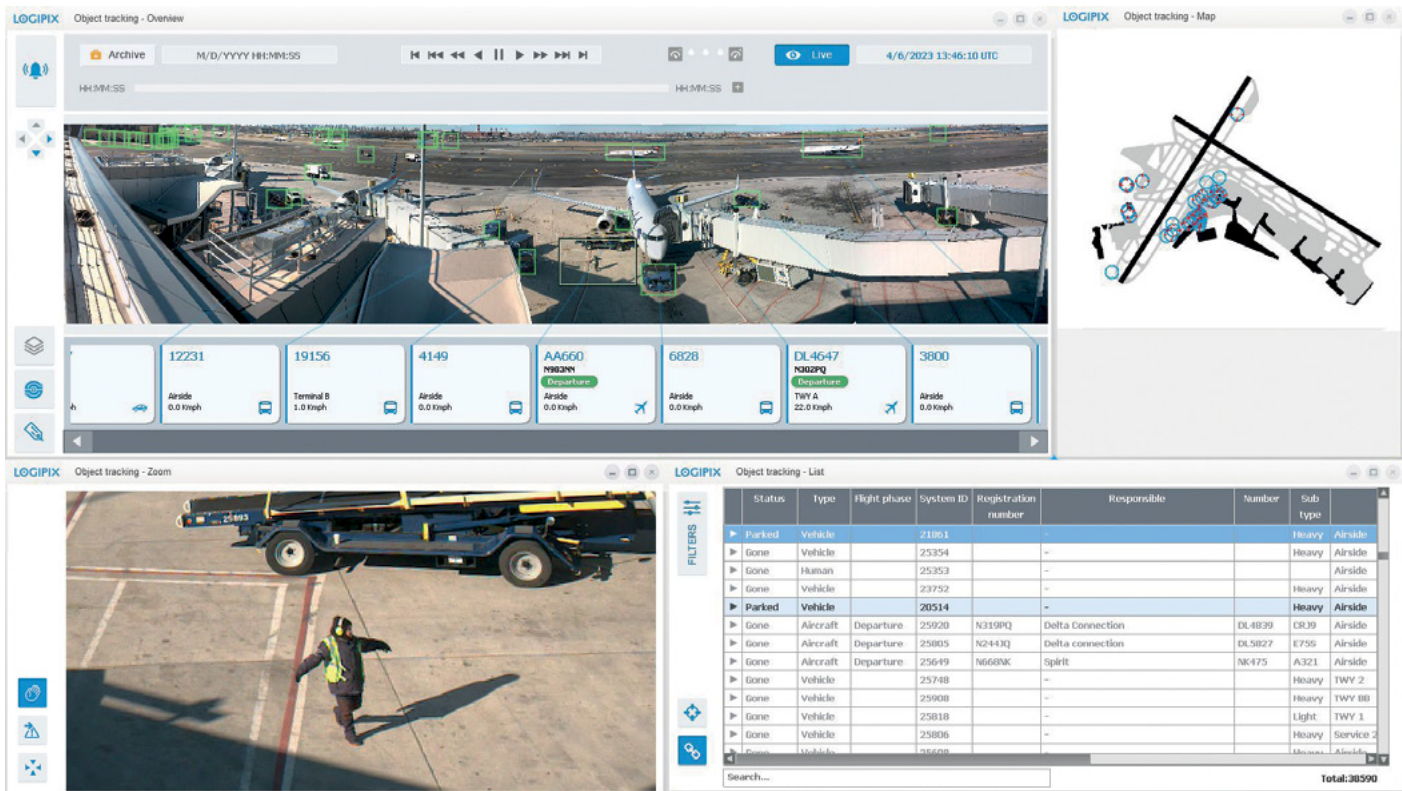 LOGIPIX Object tracking - Overview
Archive M/D/YYYY HH:MM:SS Live 4/6/2023 13:46:10 UTC
HH:MM:SS HH:MM:SS
12231
Airside
0.0 Kmph
19156
Terminal B
1.0 Kmph
4149
Airside
0.0 Kmph
AA660
N983NN
Departure
Airside
0.0 Kmph
6828
Airside
0.0 Kmph
DL4647
N302PQ
Departure
TWY A
22.0 Kmph
3800
Airside
0.0 Kmph
LOGIPIX Object tracking - Map
LOGIPIX Object tracking - Zoom
25893
LOGIPIX Object tracking - List
FILTERS
Status Type Flight phase System ID Registration number Responsible Number Sub type
Parked Vehicle 21861 - Heavy Airside
Gone Vehicle 25354 - Heavy Airside
Gone Human 25353 - Airside
Gone Vehicle 23752 - Heavy Airside
Parked Vehicle 20514 - Heavy Airside
Gone Aircraft Departure 25920 N319PQ Delta Connection DL4839 CRJ9 Airside
Gone Aircraft Departure 25805 N244JQ Delta connection DL5827 E75S Airside
Gone Aircraft Departure 25649 N668NK Spirit NK475 A321 Airside
Gone Vehicle 25748 - Heavy TWY 2
Gone Vehicle 25908 - Heavy TWY BB
Gone Vehicle 25818 - Light TWY 1
Gone Vehicle 25806 - Heavy Service 2
Gone Vehicle 25608 - Heavy Airside
Search...
Total:38590